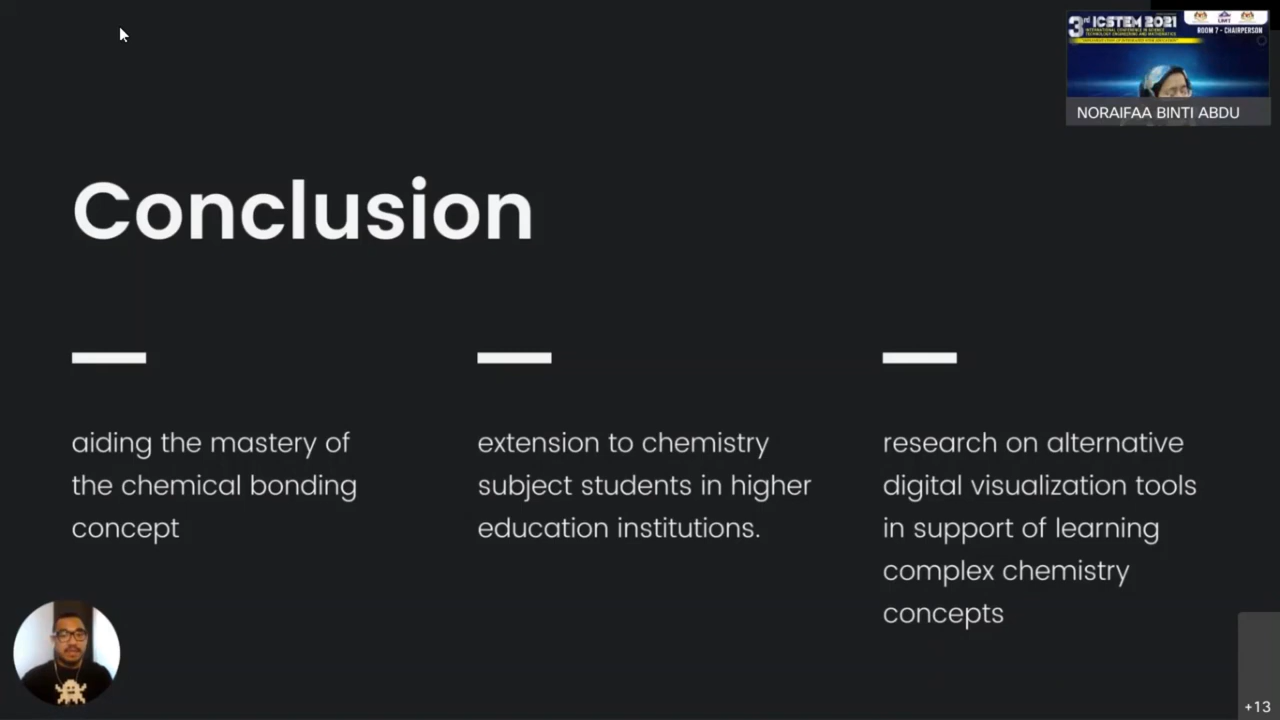 3rd ICSTEM 2021
INTERNATIONAL CONFERENCE IN SCIENCE
TECHNOLOGY, ENGINEERING AND MATHEMATICS
ROOM 7 - CHAIRPERSON
NORAIFAA BINTI ABDU
Conclusion
aiding the mastery of
the chemical bonding
concept
extension to chemistry
subject students in higher
education institutions.
research on alternative
digital visualization tools
in support of learning
complex chemistry
concepts
+13